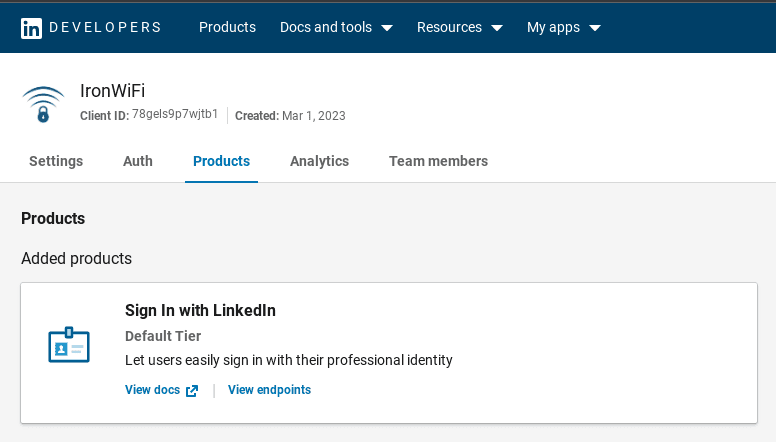 in DEVELOPERS Products Docs and tools Resources My apps
IronWiFi
Client ID: 78gels9p7wjtb1 Created: Mar 1, 2023
Settings Auth Products Analytics Team members
Products
Added products
Sign In with LinkedIn
Default Tier
Let users easily sign in with their professional identity
View docs View endpoints